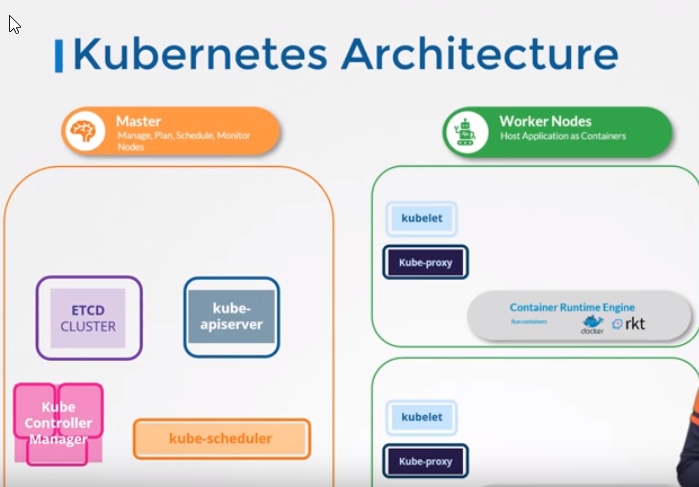 Kubernetes Architecture
Master
Manage, Plan, Schedule, Monitor
Nodes
Worker Nodes
Host Application as Containers
ETCD
CLUSTER
kube-
apiserver
Kube
Controller
Manager
kube-scheduler
kubelet
Kube-proxy
Container Runtime Engine
Run containers
docker
rkt
kubelet
Kube-proxy